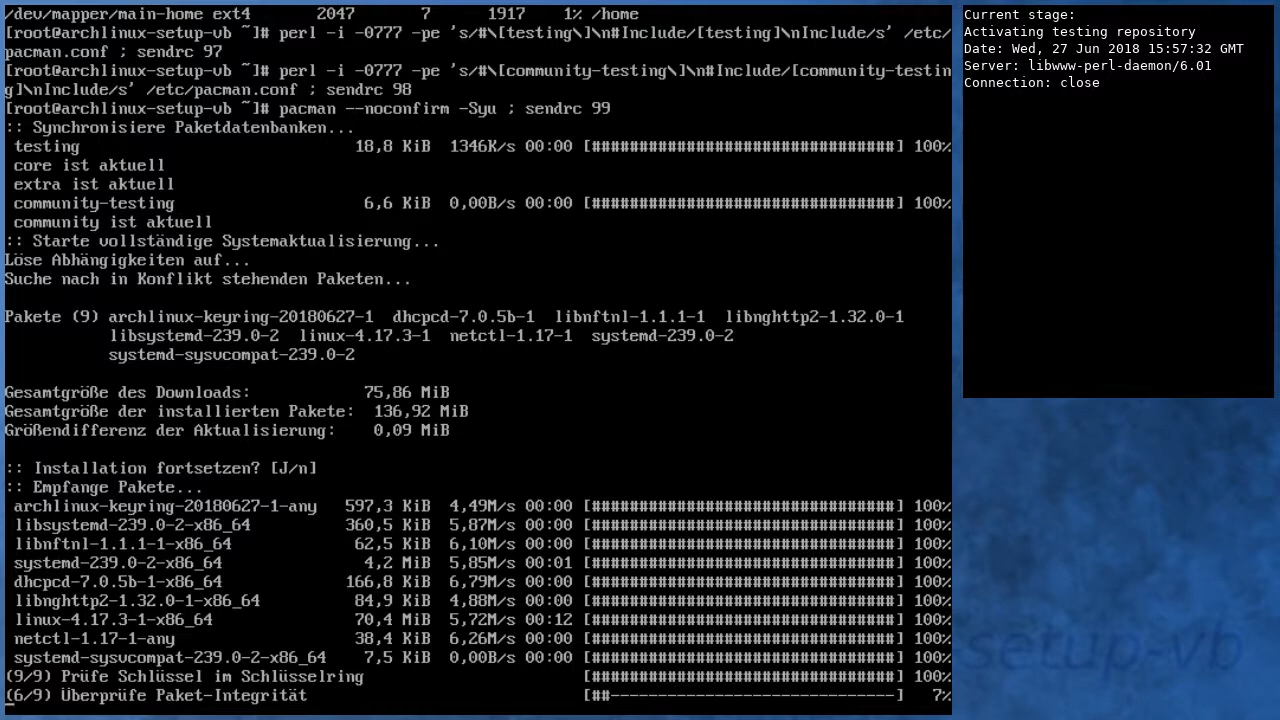 /dev/mapper/main-home ext4       2047       7      1917    1% /home
[root@archlinux-setup-vb ~]# perl -i -0777 -pe 's/#\[testing\]\n#Include/[testing]\nInclude/s' /etc/
pacman.conf ; sendrc 97
[root@archlinux-setup-vb ~]# perl -i -0777 -pe 's/#\[community-testing\]\n#Include/[community-testin
g]\nInclude/s' /etc/pacman.conf ; sendrc 98
[root@archlinux-setup-vb ~]# pacman --noconfirm -Syu ; sendrc 99
:: Synchronisiere Paketdatenbanken...
 testing                             18,8 KiB  1346K/s 00:00 [################################] 100%
 core ist aktuell
 extra ist aktuell
 community-testing                    6,6 KiB  0,00B/s 00:00 [################################] 100%
 community ist aktuell
:: Starte vollständige Systemaktualisierung...
Löse Abhängigkeiten auf...
Suche nach in Konflikt stehenden Paketen...
Pakete (9) archlinux-keyring-20180627-1  dhcpcd-7.0.5b-1  libnftnl-1.1.1-1  libnghttp2-1.32.0-1
           libsystemd-239.0-2  linux-4.17.3-1  netctl-1.17-1  systemd-239.0-2
           systemd-sysvcompat-239.0-2
Gesamtgröße des Downloads:            75,86 MiB
Gesamtgröße der installierten Pakete:  136,92 MiB
Größendifferenz der Aktualisierung:    0,09 MiB
:: Installation fortsetzen? [J/n]
:: Empfange Pakete...
 archlinux-keyring-20180627-1-any   597,3 KiB  4,49M/s 00:00 [################################] 100%
 libsystemd-239.0-2-x86_64          360,5 KiB  5,87M/s 00:00 [################################] 100%
 libnftnl-1.1.1-1-x86_64             62,5 KiB  6,10M/s 00:00 [################################] 100%
 systemd-239.0-2-x86_64               4,2 MiB  5,85M/s 00:01 [################################] 100%
 dhcpcd-7.0.5b-1-x86_64             166,8 KiB  6,79M/s 00:00 [################################] 100%
 libnghttp2-1.32.0-1-x86_64          84,9 KiB  4,88M/s 00:00 [################################] 100%
 linux-4.17.3-1-x86_64               70,4 MiB  5,72M/s 00:12 [################################] 100%
 netctl-1.17-1-any                   38,4 KiB  6,26M/s 00:00 [################################] 100%
 systemd-sysvcompat-239.0-2-x86_64    7,5 KiB  0,00B/s 00:00 [################################] 100%
(9/9) Prüfe Schlüssel im Schlüsselring                       [################################] 100%
(6/9) Überprüfe Paket-Integrität                             [##------------------------------]   7%
Current stage:
Activating testing repository
Date: Wed, 27 Jun 2018 15:57:32 GMT
Server: libwww-perl-daemon/6.01
Connection: close
setup-vb